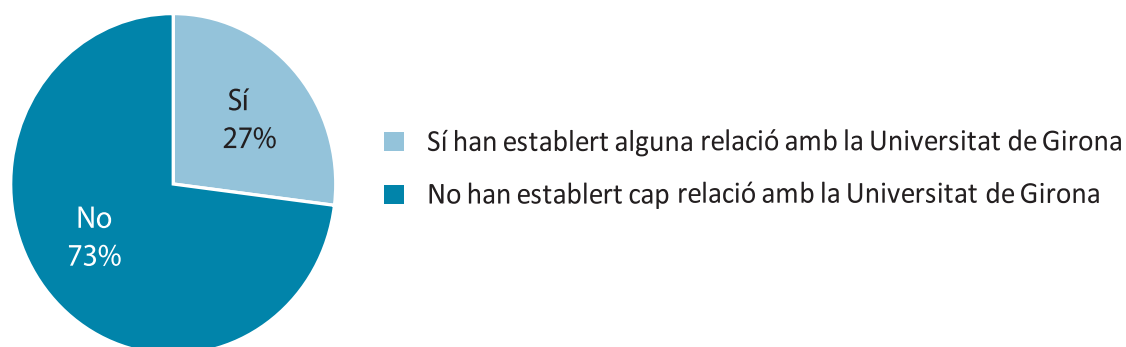 Sí
27%
No
73%
Sí han establert alguna relació amb la Universitat de Girona
No han establert cap relació amb la Universitat de Girona